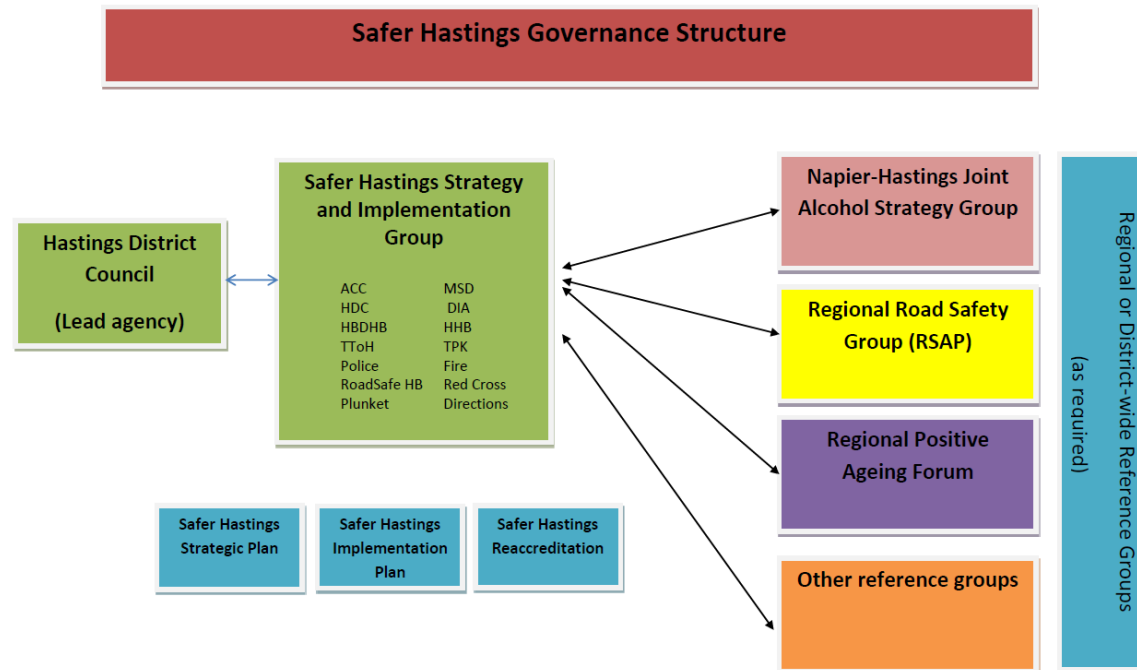 Safer Hastings Governance Structure
Hastings District
Council
(Lead agency)
Safer Hastings Strategy
and Implementation
Group
ACC MSD
HDC DIA
HBDHB HHB
TToH TPK
Police Fire
RoadSafe HB Red Cross
Plunket Directions
Safer Hastings
Strategic Plan
Safer Hastings
Implementation
Plan
Safer Hastings
Reaccreditation
Napier-Hastings Joint
Alcohol Strategy Group
Regional Road Safety
Group (RSAP)
Regional Positive
Ageing Forum
Other reference groups
Regional or District-wide Reference Groups
(as required)